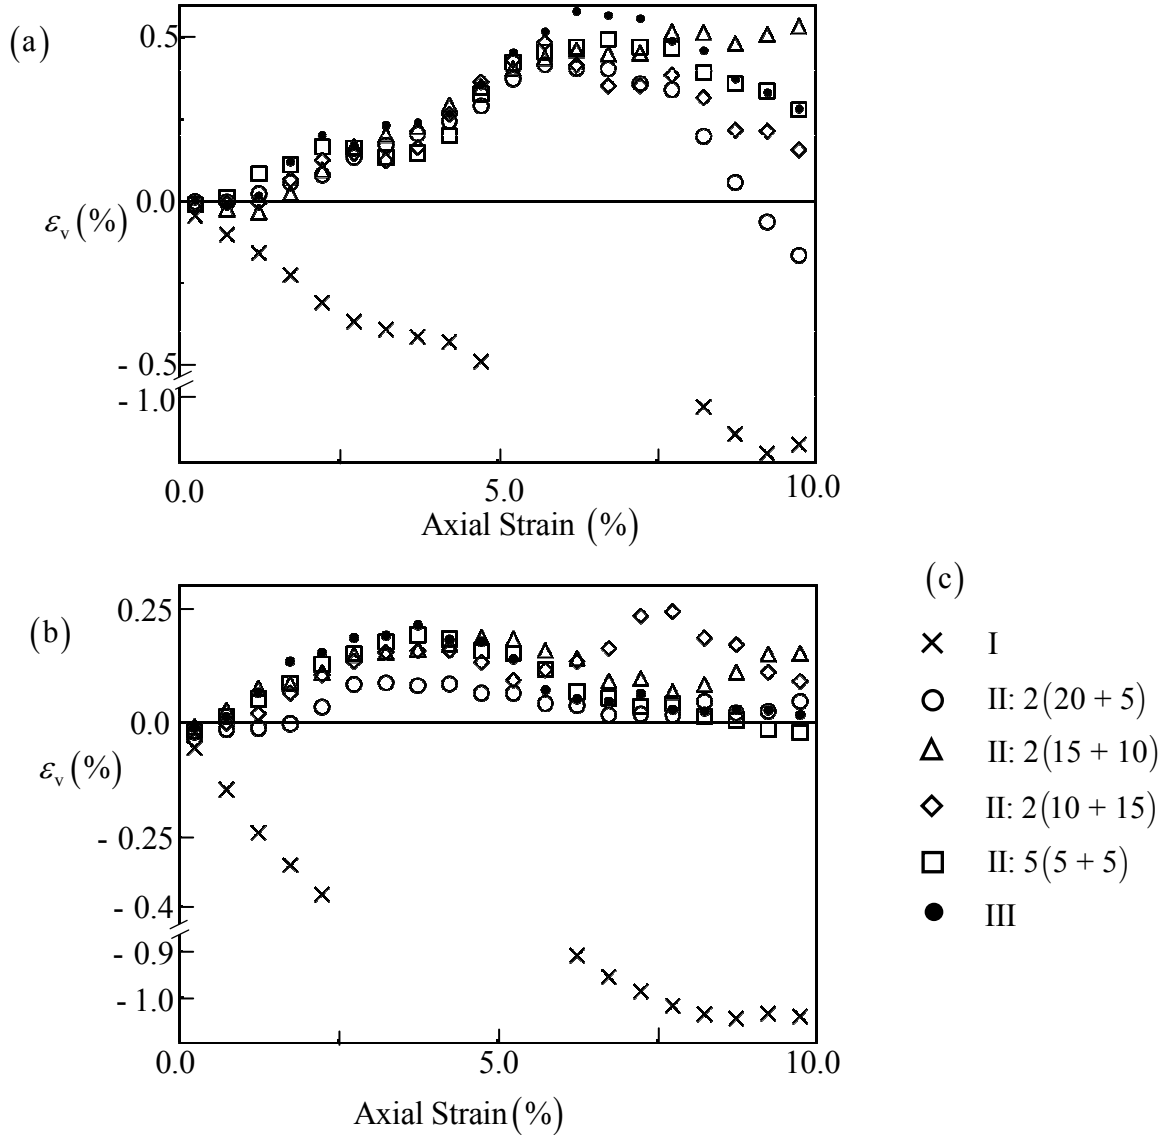 (a)
0.5
0.0
εv (%)
- 0.5
- 1.0
0.0
5.0
10.0
Axial Strain (%)
(b)
0.25
0.0
εv (%)
- 0.25
- 0.4
- 0.9
- 1.0
0.0
5.0
10.0
Axial Strain (%)
(c)
I
II: 2(20 + 5)
II: 2(15 + 10)
II: 2(10 + 15)
II: 5(5 + 5)
III